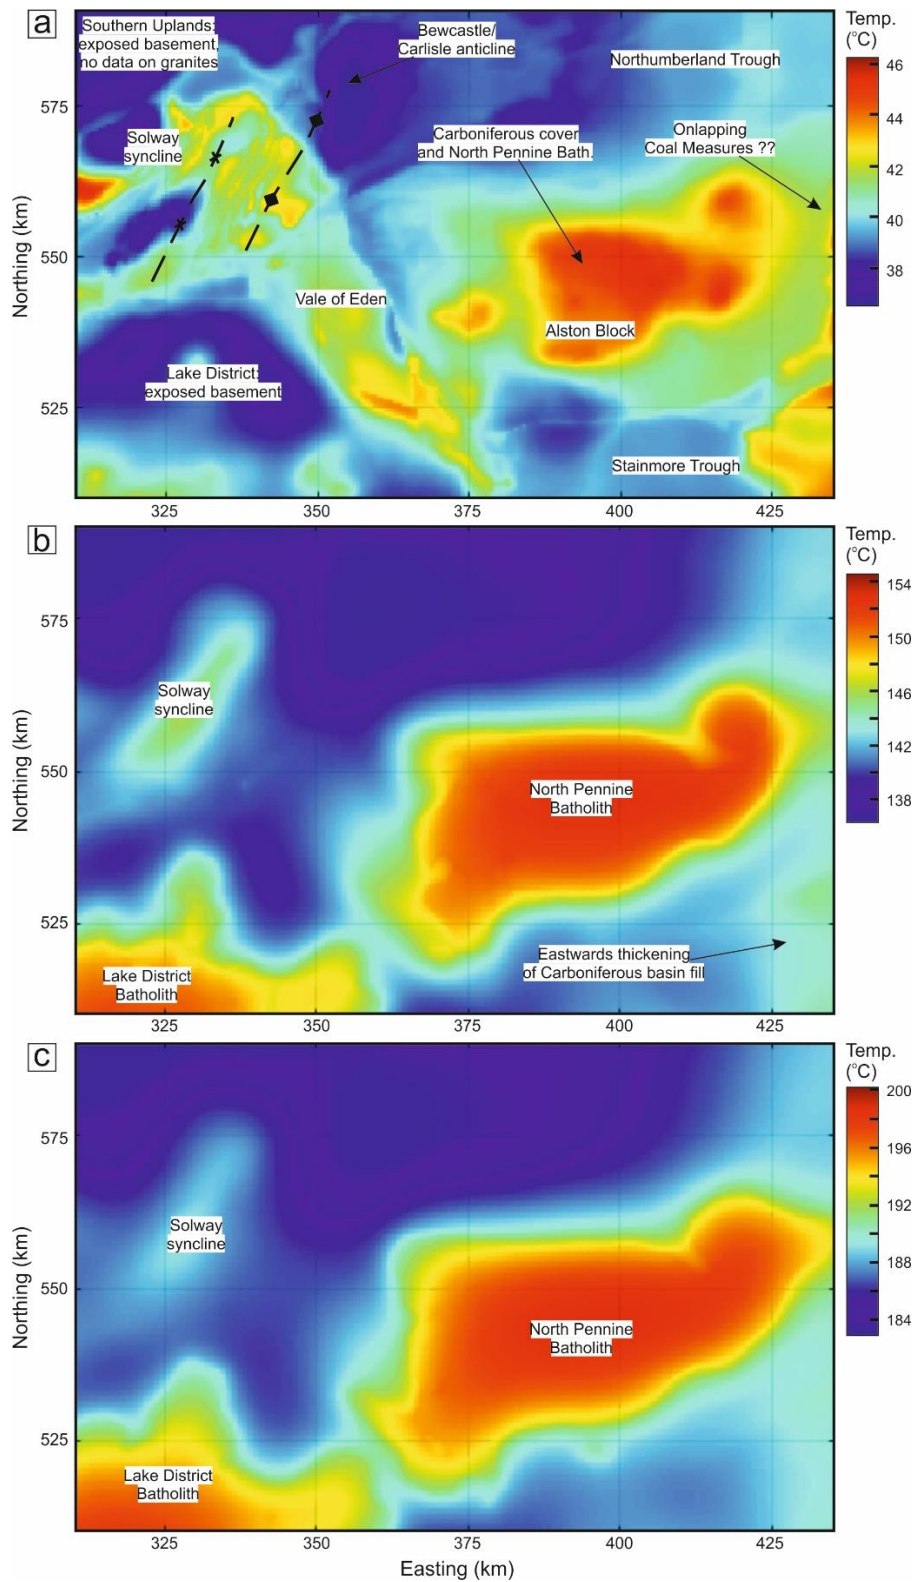 a
Southern Uplands:
exposed basement,
no data on granites
Bewcastle/
Carlisle anticline
Northumberland Trough
Temp.
(°C)
46
44
42
40
38
Solway
syncline
Carboniferous cover
and North Pennine Bath.
Onlapping
Coal Measures ??
Vale of Eden
Alston Block
Lake District:
exposed basement
Stainmore Trough
Northing (km)
575
550
525
325
350
375
400
425
b
Temp.
(°C)
154
150
146
142
138
Solway
syncline
North Pennine
Batholith
Eastwards thickening
of Carboniferous basin fill
Lake District
Batholith
Northing (km)
575
550
525
325
350
375
400
425
c
Temp.
(°C)
200
196
192
188
184
Solway
syncline
North Pennine
Batholith
Lake District
Batholith
Northing (km)
575
550
525
325
350
375
400
425
Easting (km)